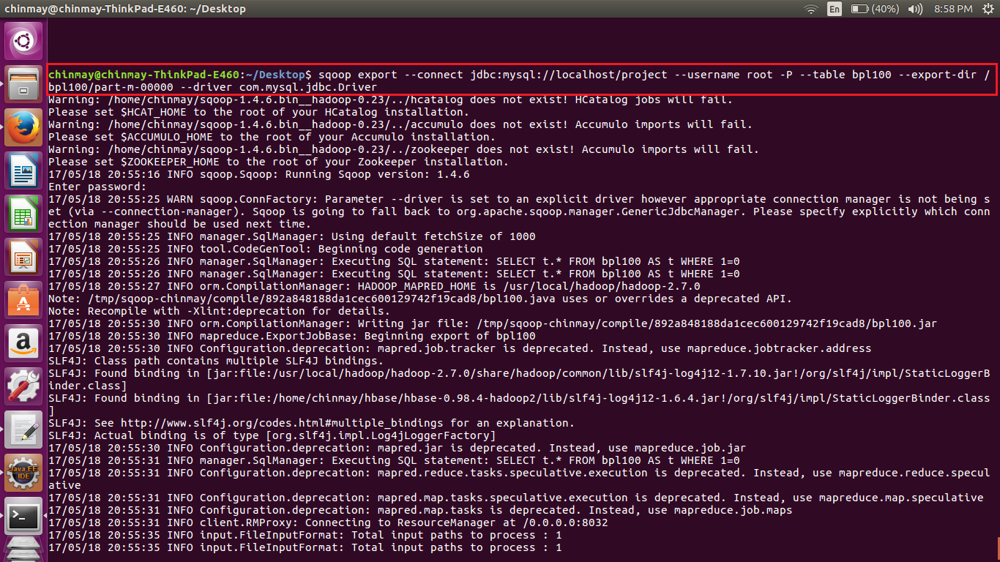 chinmay@chinmay-ThinkPad-E460: ~/Desktop
En
(40%)
8:58 PM
chinmay@chinmay-ThinkPad-E460:~/Desktop$ sqoop export --connect jdbc:mysql://localhost/project --username root -P --table bpl100 --export-dir /
bpl100/part-m-00000 --driver com.mysql.jdbc.Driver
Warning: /home/chinmay/sqoop-1.4.6.bin__hadoop-0.23/../hcatalog does not exist! HCatalog jobs will fail.
Please set $HCAT_HOME to the root of your HCatalog installation.
Warning: /home/chinmay/sqoop-1.4.6.bin__hadoop-0.23/../accumulo does not exist! Accumulo imports will fail.
Please set $ACCUMULO_HOME to the root of your Accumulo installation.
Warning: /home/chinmay/sqoop-1.4.6.bin__hadoop-0.23/../zookeeper does not exist! Accumulo imports will fail.
Please set $ZOOKEEPER_HOME to the root of your Zookeeper installation.
17/05/18 20:55:16 INFO sqoop.Sqoop: Running Sqoop version: 1.4.6
Enter password:
17/05/18 20:55:25 WARN sqoop.ConnFactory: Parameter --driver is set to an explicit driver however appropriate connection manager is not being s
et (via --connection-manager). Sqoop is going to fall back to org.apache.sqoop.manager.GenericJdbcManager. Please specify explicitly which conn
ection manager should be used next time.
17/05/18 20:55:25 INFO manager.SqlManager: Using default fetchSize of 1000
17/05/18 20:55:25 INFO tool.CodeGenTool: Beginning code generation
17/05/18 20:55:26 INFO manager.SqlManager: Executing SQL statement: SELECT t.* FROM bpl100 AS t WHERE 1=0
17/05/18 20:55:26 INFO manager.SqlManager: Executing SQL statement: SELECT t.* FROM bpl100 AS t WHERE 1=0
17/05/18 20:55:27 INFO orm.CompilationManager: HADOOP_MAPRED_HOME is /usr/local/hadoop/hadoop-2.7.0
Note: /tmp/sqoop-chinmay/compile/892a848188da1cec600129742f19cad8/bpl100.java uses or overrides a deprecated API.
Note: Recompile with -Xlint:deprecation for details.
17/05/18 20:55:30 INFO orm.CompilationManager: Writing jar file: /tmp/sqoop-chinmay/compile/892a848188da1cec600129742f19cad8/bpl100.jar
17/05/18 20:55:30 INFO mapreduce.ExportJobBase: Beginning export of bpl100
17/05/18 20:55:30 INFO Configuration.deprecation: mapred.job.tracker is deprecated. Instead, use mapreduce.jobtracker.address
SLF4J: Class path contains multiple SLF4J bindings.
SLF4J: Found binding in [jar:file:/usr/local/hadoop/hadoop-2.7.0/share/hadoop/common/lib/slf4j-log4j12-1.7.10.jar!/org/slf4j/impl/StaticLoggerB
inder.class]
SLF4J: Found binding in [jar:file:/home/chinmay/hbase/hbase-0.98.4-hadoop2/lib/slf4j-log4j12-1.6.4.jar!/org/slf4j/impl/StaticLoggerBinder.class
]
SLF4J: See http://www.slf4j.org/codes.html#multiple_bindings for an explanation.
SLF4J: Actual binding is of type [org.slf4j.impl.Log4jLoggerFactory]
17/05/18 20:55:30 INFO Configuration.deprecation: mapred.jar is deprecated. Instead, use mapreduce.job.jar
17/05/18 20:55:31 INFO manager.SqlManager: Executing SQL statement: SELECT t.* FROM bpl100 AS t WHERE 1=0
17/05/18 20:55:31 INFO Configuration.deprecation: mapred.reduce.tasks.speculative.execution is deprecated. Instead, use mapreduce.reduce.specul
ative
17/05/18 20:55:31 INFO Configuration.deprecation: mapred.map.tasks.speculative.execution is deprecated. Instead, use mapreduce.map.speculative
17/05/18 20:55:31 INFO Configuration.deprecation: mapred.map.tasks is deprecated. Instead, use mapreduce.job.maps
17/05/18 20:55:31 INFO client.RMProxy: Connecting to ResourceManager at /0.0.0.0:8032
17/05/18 20:55:35 INFO input.FileInputFormat: Total input paths to process : 1
17/05/18 20:55:35 INFO input.FileInputFormat: Total input paths to process : 1
Java EE
IDE